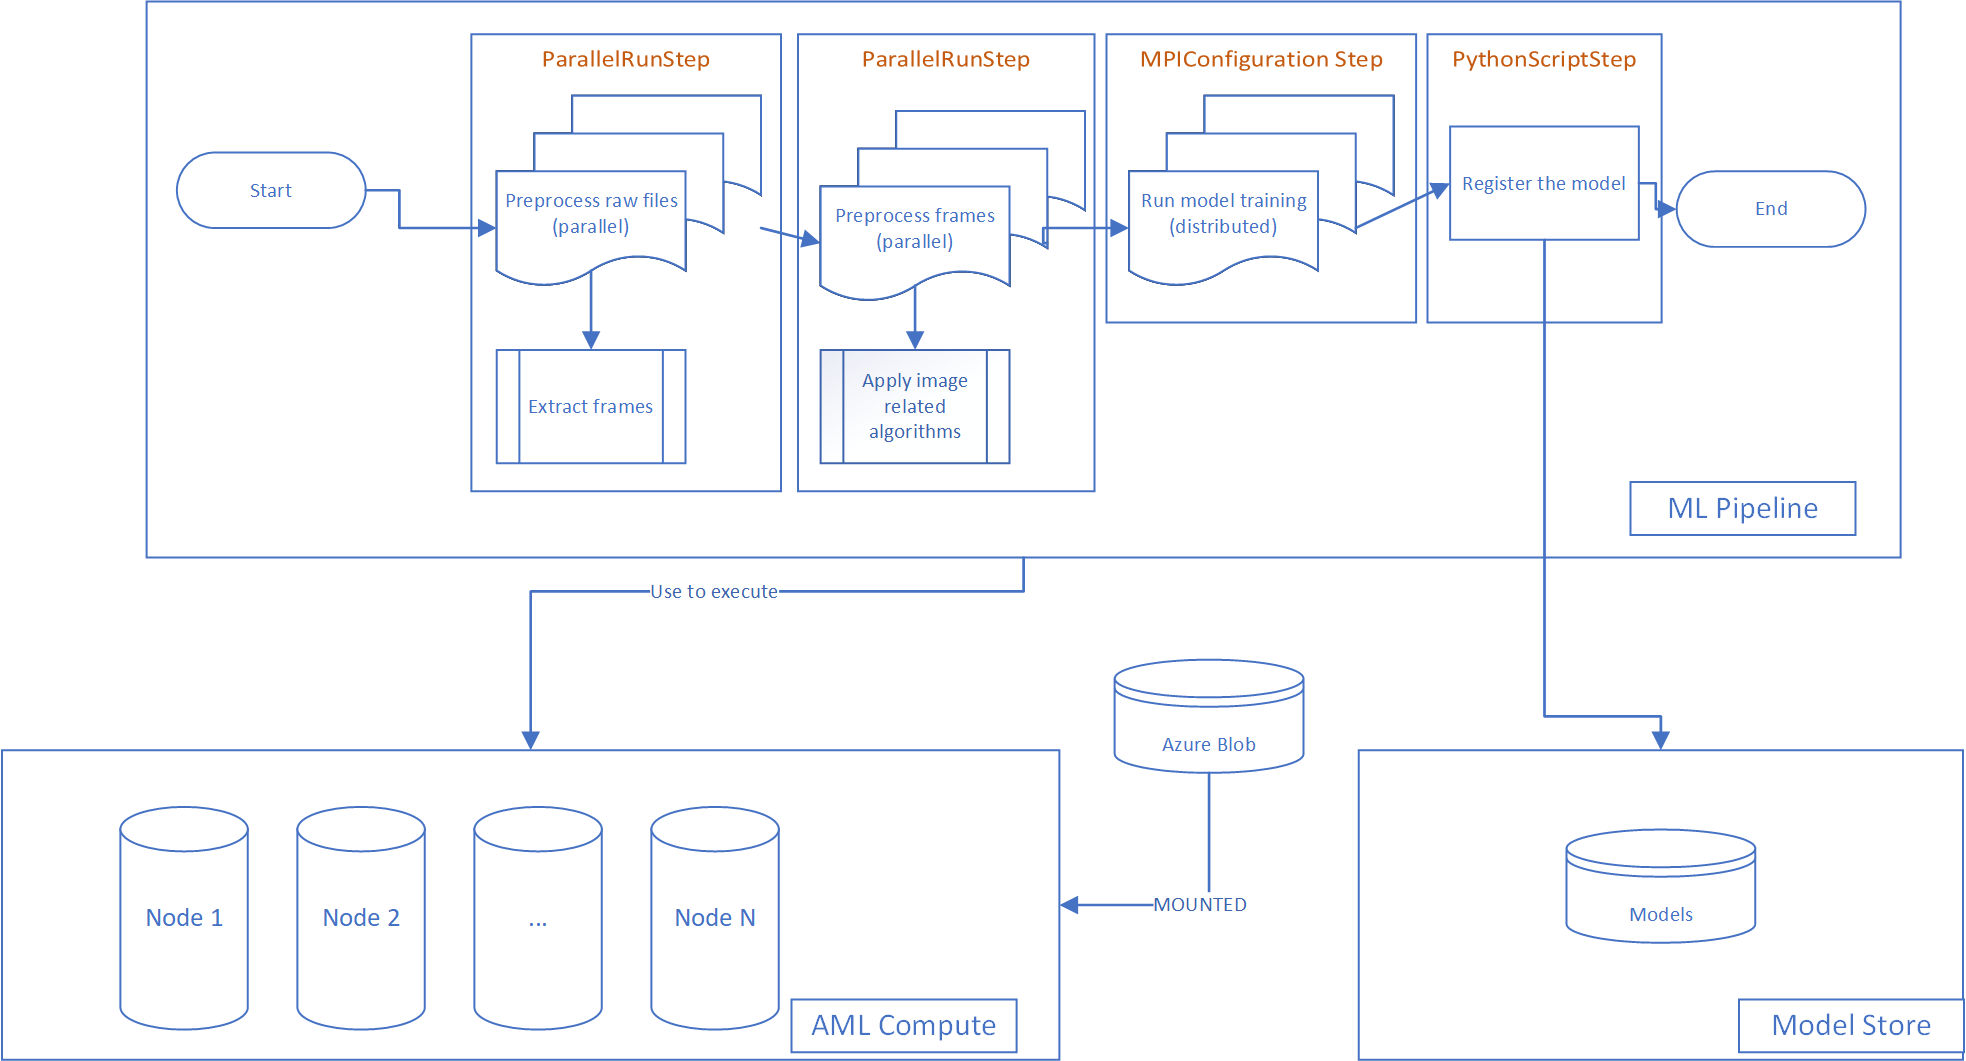 ParallelRunStep
ParallelRunStep
MPIConfiguration Step
PythonScriptStep
Start
Preprocess raw files
(parallel)
Preprocess frames
(parallel)
Run model training
(distributed)
Register the model
End
Extract frames
Apply image
related
algorithms
ML Pipeline
Use to execute
Azure Blob
MOUNTED
Node 1
Node 2
...
Node N
AML Compute
Models
Model Store